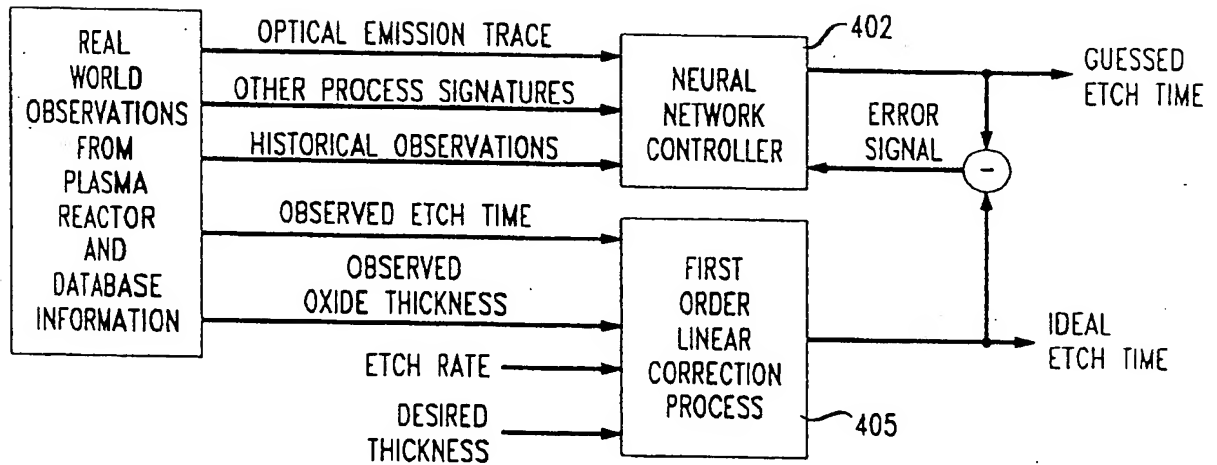 REAL
WORLD
OBSERVATIONS
FROM
PLASMA
REACTOR
AND
DATABASE
INFORMATION
OPTICAL EMISSION TRACE
OTHER PROCESS SIGNATURES
HISTORICAL OBSERVATIONS
OBSERVED ETCH TIME
OBSERVED
OXIDE THICKNESS
ETCH RATE
DESIRED
THICKNESS
402
NEURAL
NETWORK
CONTROLLER
FIRST
ORDER
LINEAR
CORRECTION
PROCESS
405
ERROR
SIGNAL
-
GUESSED
ETCH TIME
IDEAL
ETCH TIME